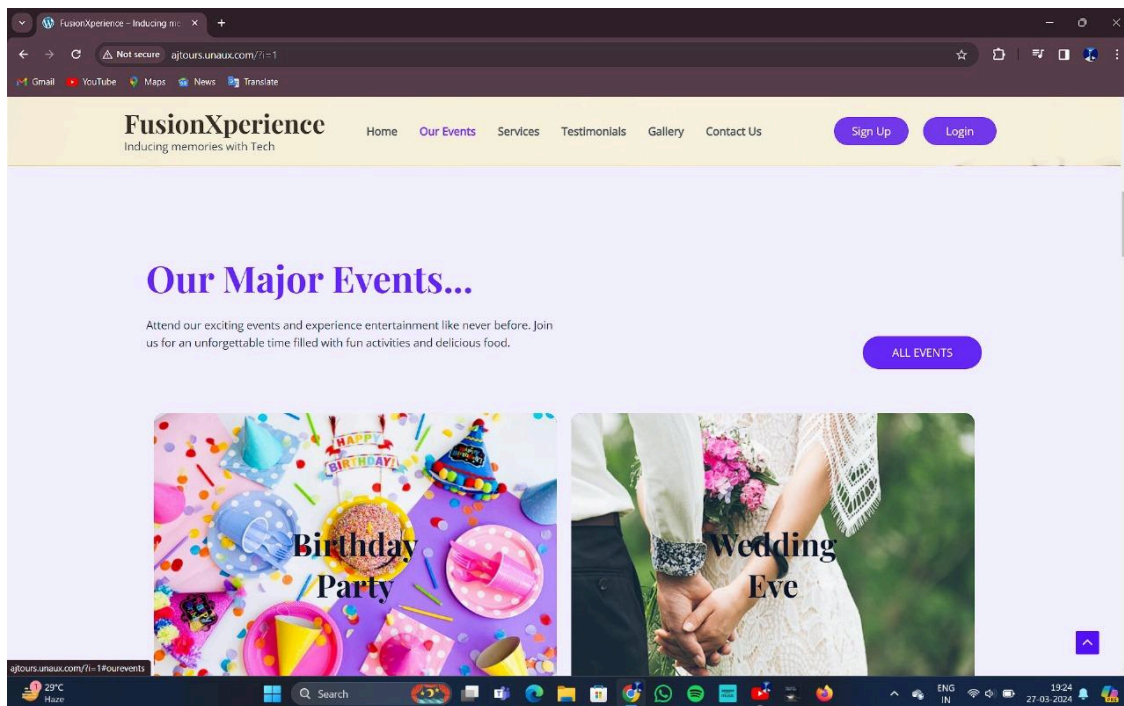 FusionXperience – Inducing me
Not secure ajtours.unaux.com/?i=1
Gmail YouTube Maps News Translate
FusionXperience
Inducing memories with Tech
Home Our Events Services Testimonials Gallery Contact Us Sign Up Login
Our Major Events...
Attend our exciting events and experience entertainment like never before. Join
us for an unforgettable time filled with fun activities and delicious food.
ALL EVENTS
HAPPY
BIRTHDAY!
Birthday
Party
Wedding
Eve
ajtours.unaux.com/?i=1#ourevents
1
29°C
Haze
Search
ENG
IN
19:24
27-03-2024